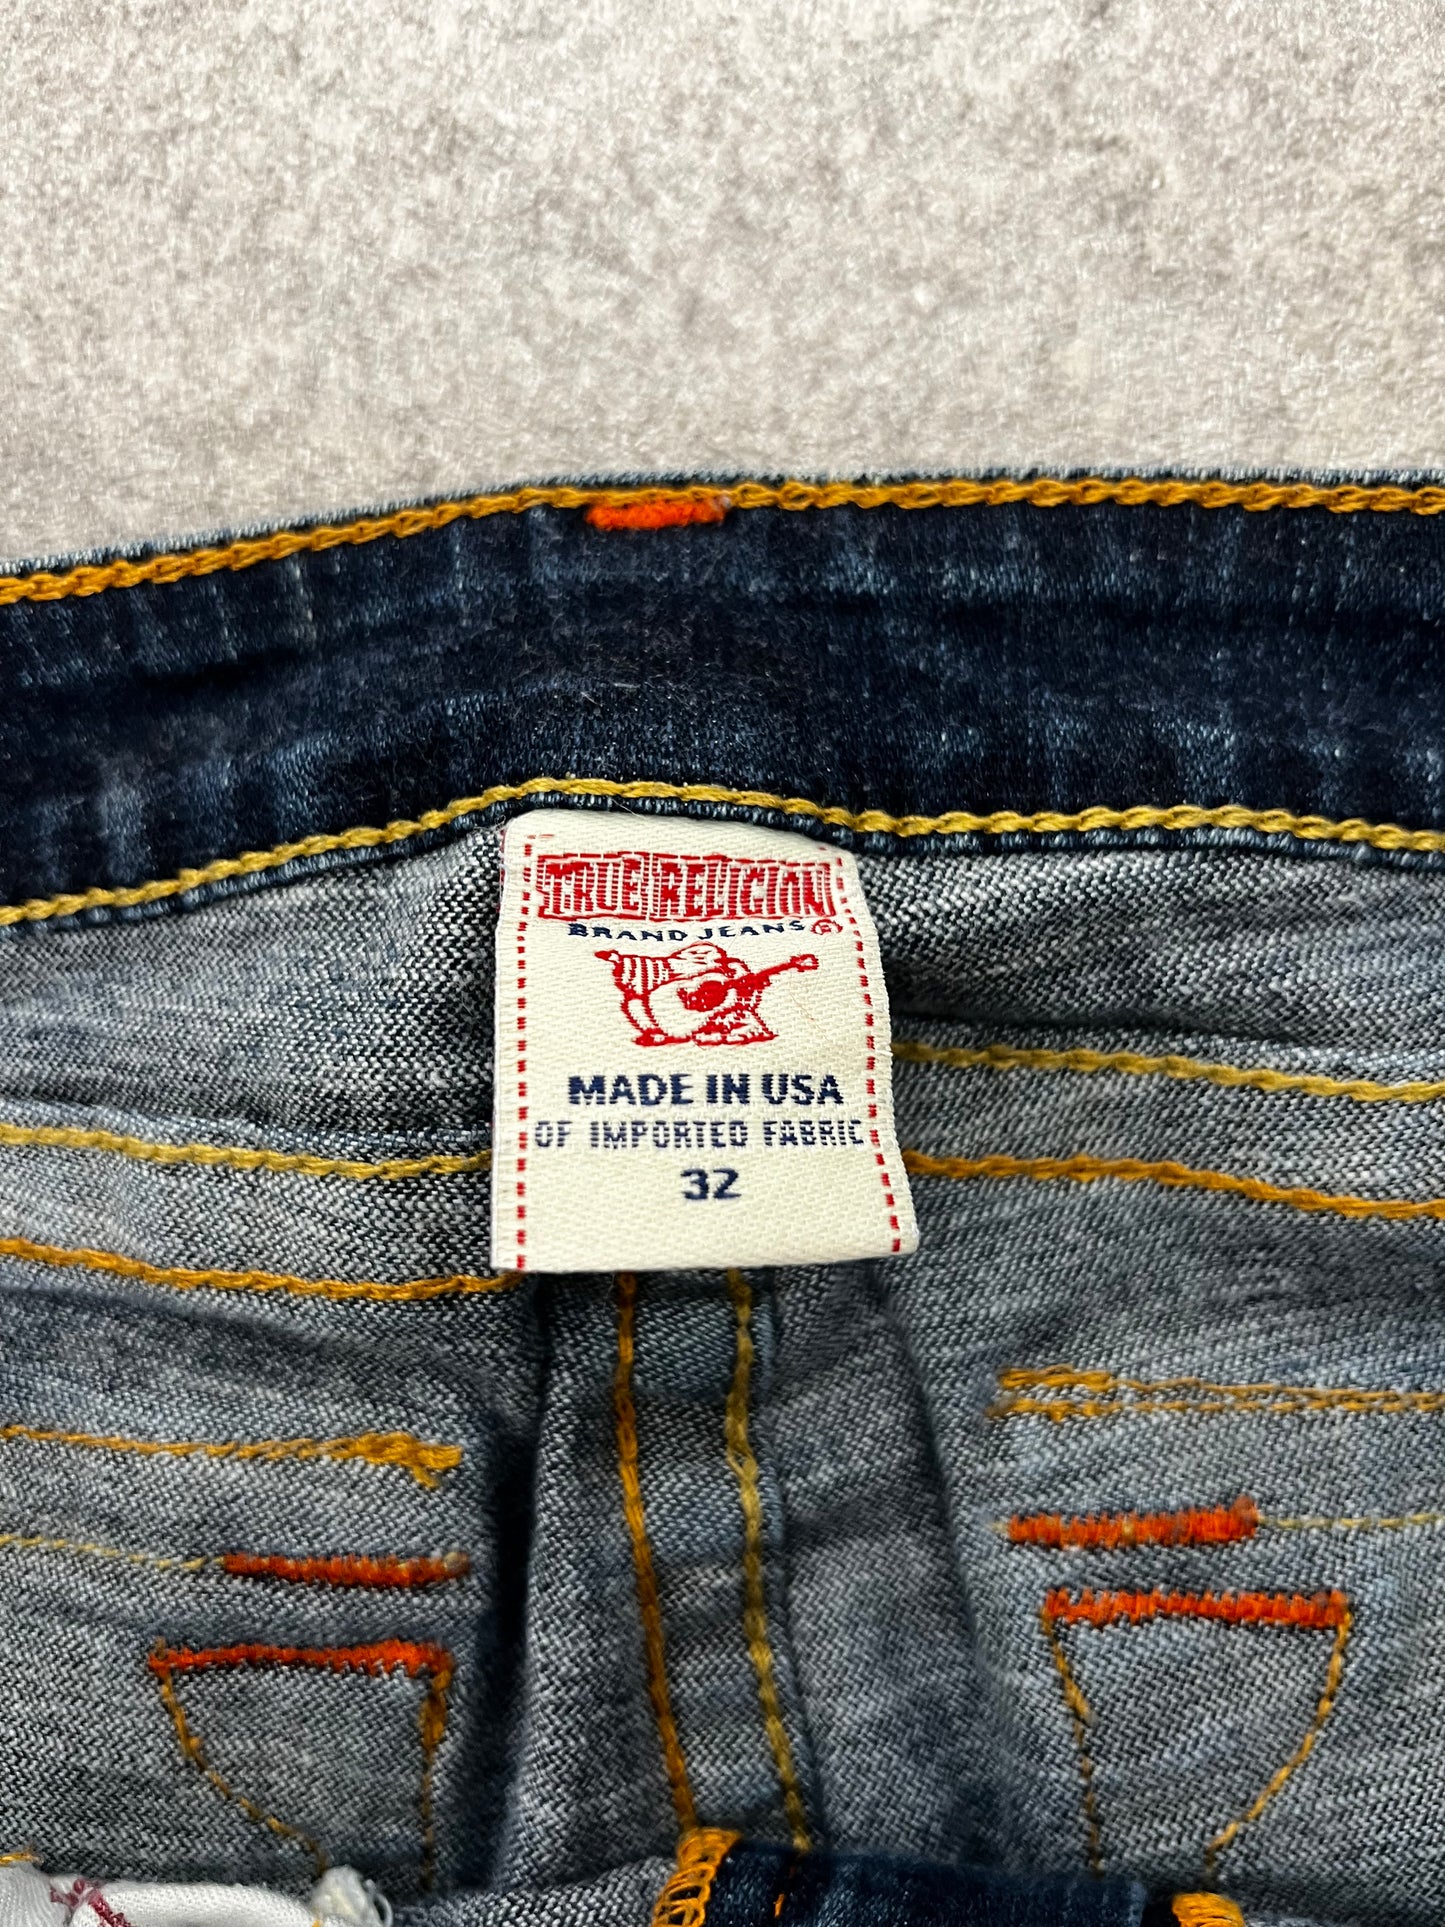 TRUE RELIGION
BRAND JEANS ®
MADE IN USA
OF IMPORTED FABRIC
32